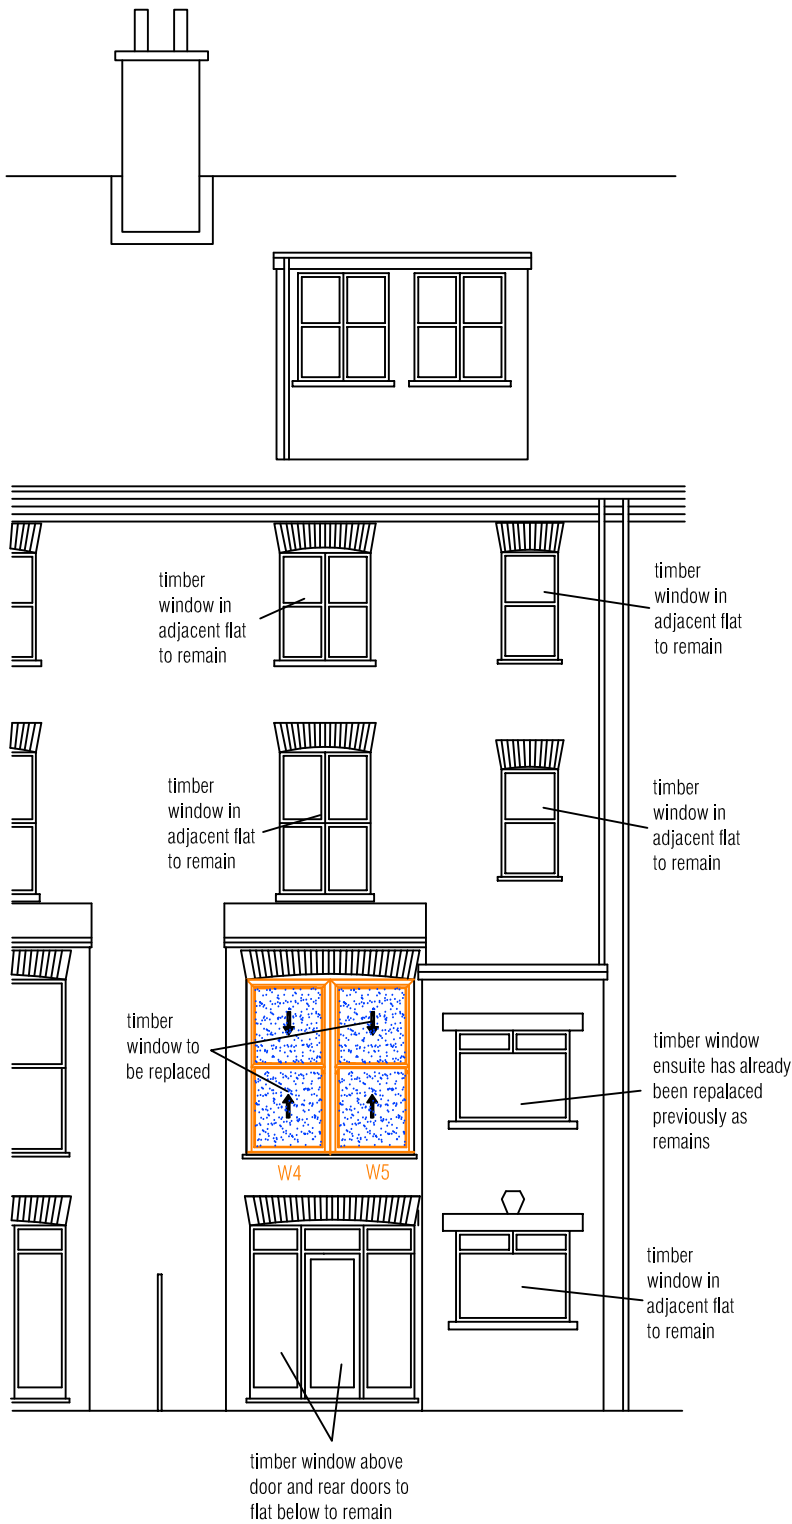 timber
window in
adjacent flat
to remain
timber
window in
adjacent flat
to remain
timber
window in
adjacent flat
to remain
timber
window in
adjacent flat
to remain
timber
window to
be replaced
timber window
ensuite has already
been repalaced
previously as
remains
W4
W5
timber
window in
adjacent flat
to remain
timber window above
door and rear doors to
flat below to remain